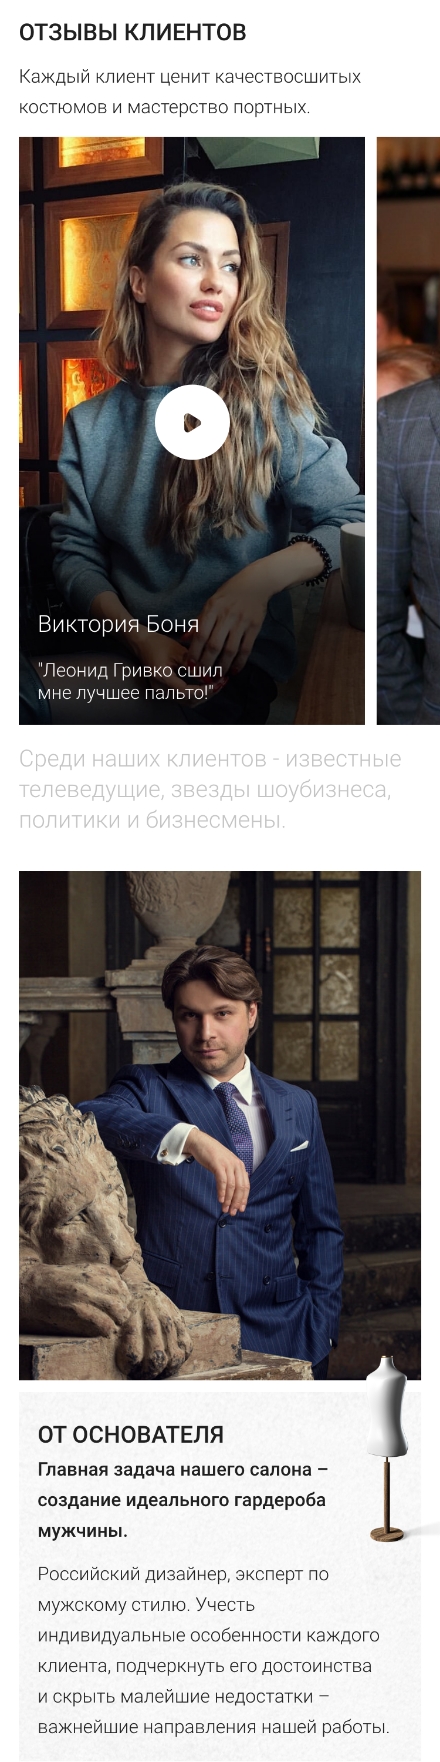 ОТЗЫВЫ КЛИЕНТОВ
Каждый клиент ценит качествосшитых
костюмов и мастерство портных.
Виктория Боня
"Леонид Гривко сшил
мне лучшее пальто!"
Среди наших клиентов - известные
телеведущие, звезды шоубизнеса,
политики и бизнесмены.
ОТ ОСНОВАТЕЛЯ
Главная задача нашего салона –
создание идеального гардероба
мужчины.
Российский дизайнер, эксперт по
мужскому стилю. Учесть
индивидуальные особенности каждого
клиента, подчеркнуть его достоинства
и скрыть малейшие недостатки –
важнейшие направления нашей работы.